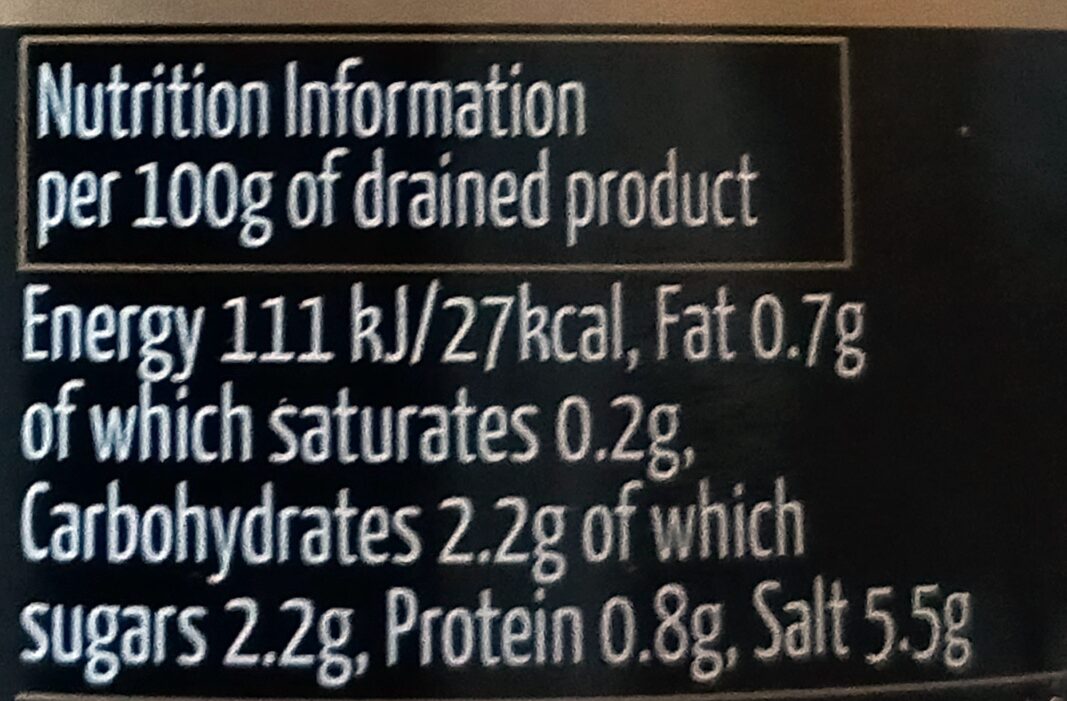 Nutrition Information
per 100g of drained product
Energy 111 kJ/27kcal, Fat 0.7g
of which saturates 0.2g,
Carbohydrates 2.2g of which
sugars 2.2g, Protein 0.8g, Salt 5.5g